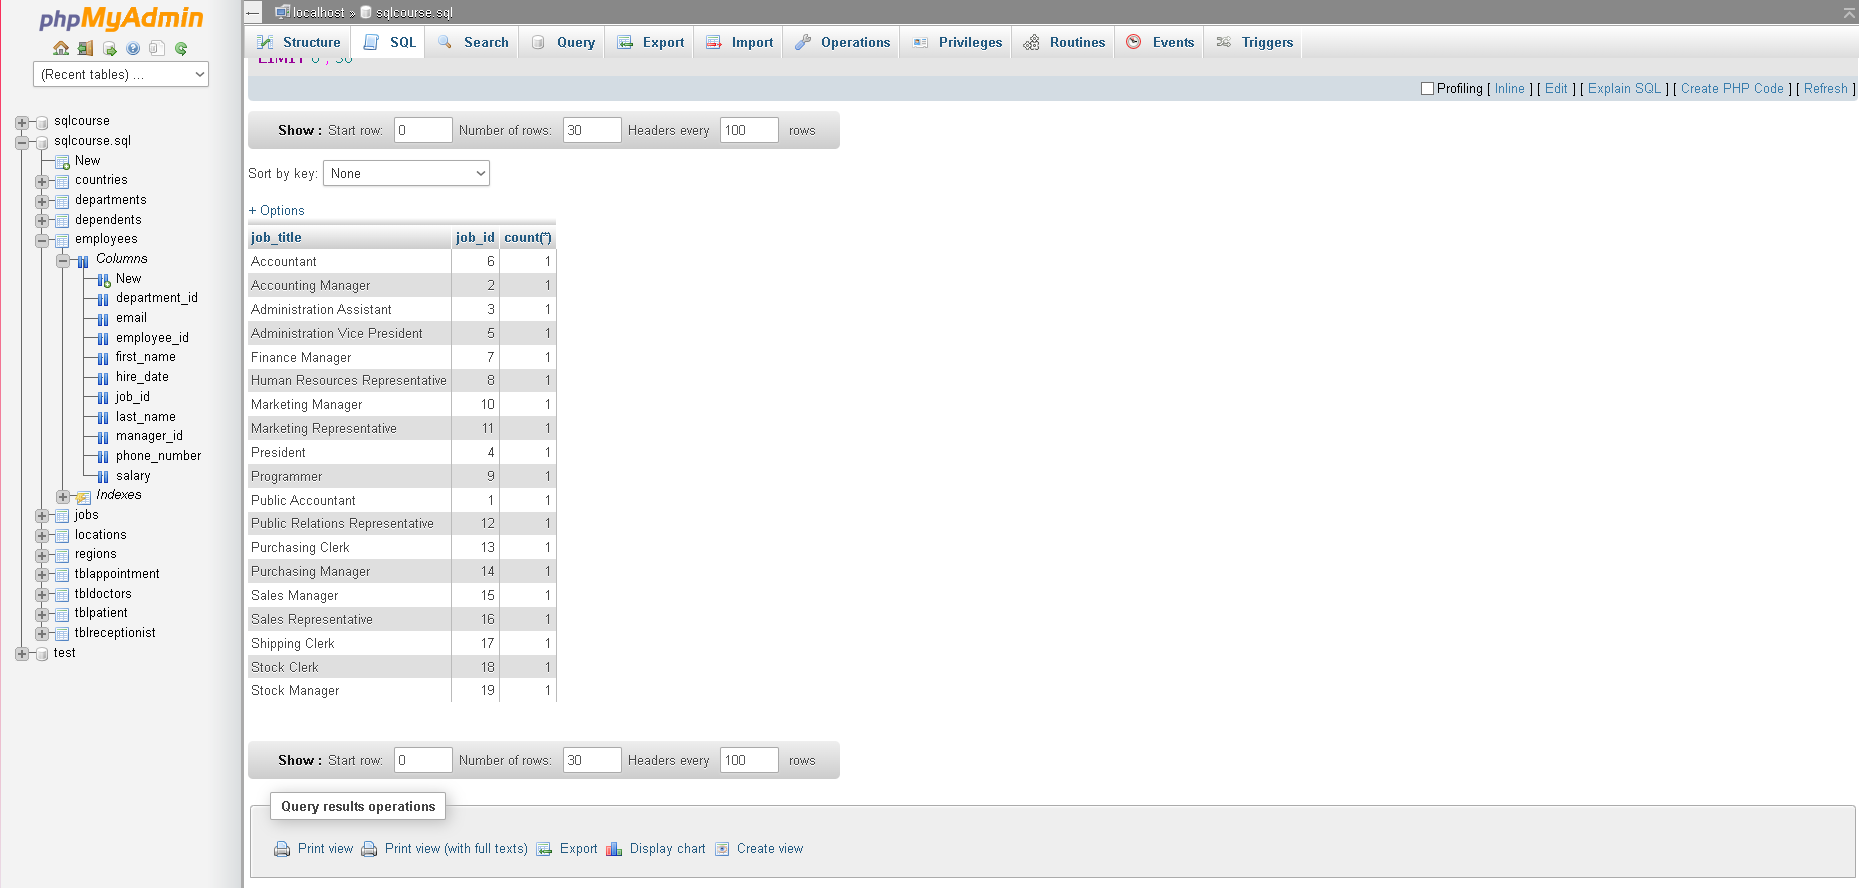 phpMyAdmin
(Recent tables) ...
sqlcourse
sqlcourse.sql
New
countries
departments
dependents
employees
Columns
New
department_id
email
employee_id
first_name
hire_date
job_id
last_name
manager_id
phone_number
salary
Indexes
jobs
locations
regions
tblappointment
tbldoctors
tblpatient
tblreceptionist
test
localhost » sqlcourse.sql
Structure SQL Search Query Export Import Operations Privileges Routines Events Triggers
LIMIT 0 , 30
Profiling [ Inline ] [ Edit ] [ Explain SQL ] [ Create PHP Code ] [ Refresh ]
Show : Start row: 0 Number of rows: 30 Headers every 100 rows
Sort by key: None
+ Options
job_title job_id count(*)
Accountant 6 1
Accounting Manager 2 1
Administration Assistant 3 1
Administration Vice President 5 1
Finance Manager 7 1
Human Resources Representative 8 1
Marketing Manager 10 1
Marketing Representative 11 1
President 4 1
Programmer 9 1
Public Accountant 1 1
Public Relations Representative 12 1
Purchasing Clerk 13 1
Purchasing Manager 14 1
Sales Manager 15 1
Sales Representative 16 1
Shipping Clerk 17 1
Stock Clerk 18 1
Stock Manager 19 1
Show : Start row: 0 Number of rows: 30 Headers every 100 rows
Query results operations
Print view Print view (with full texts) Export Display chart Create view